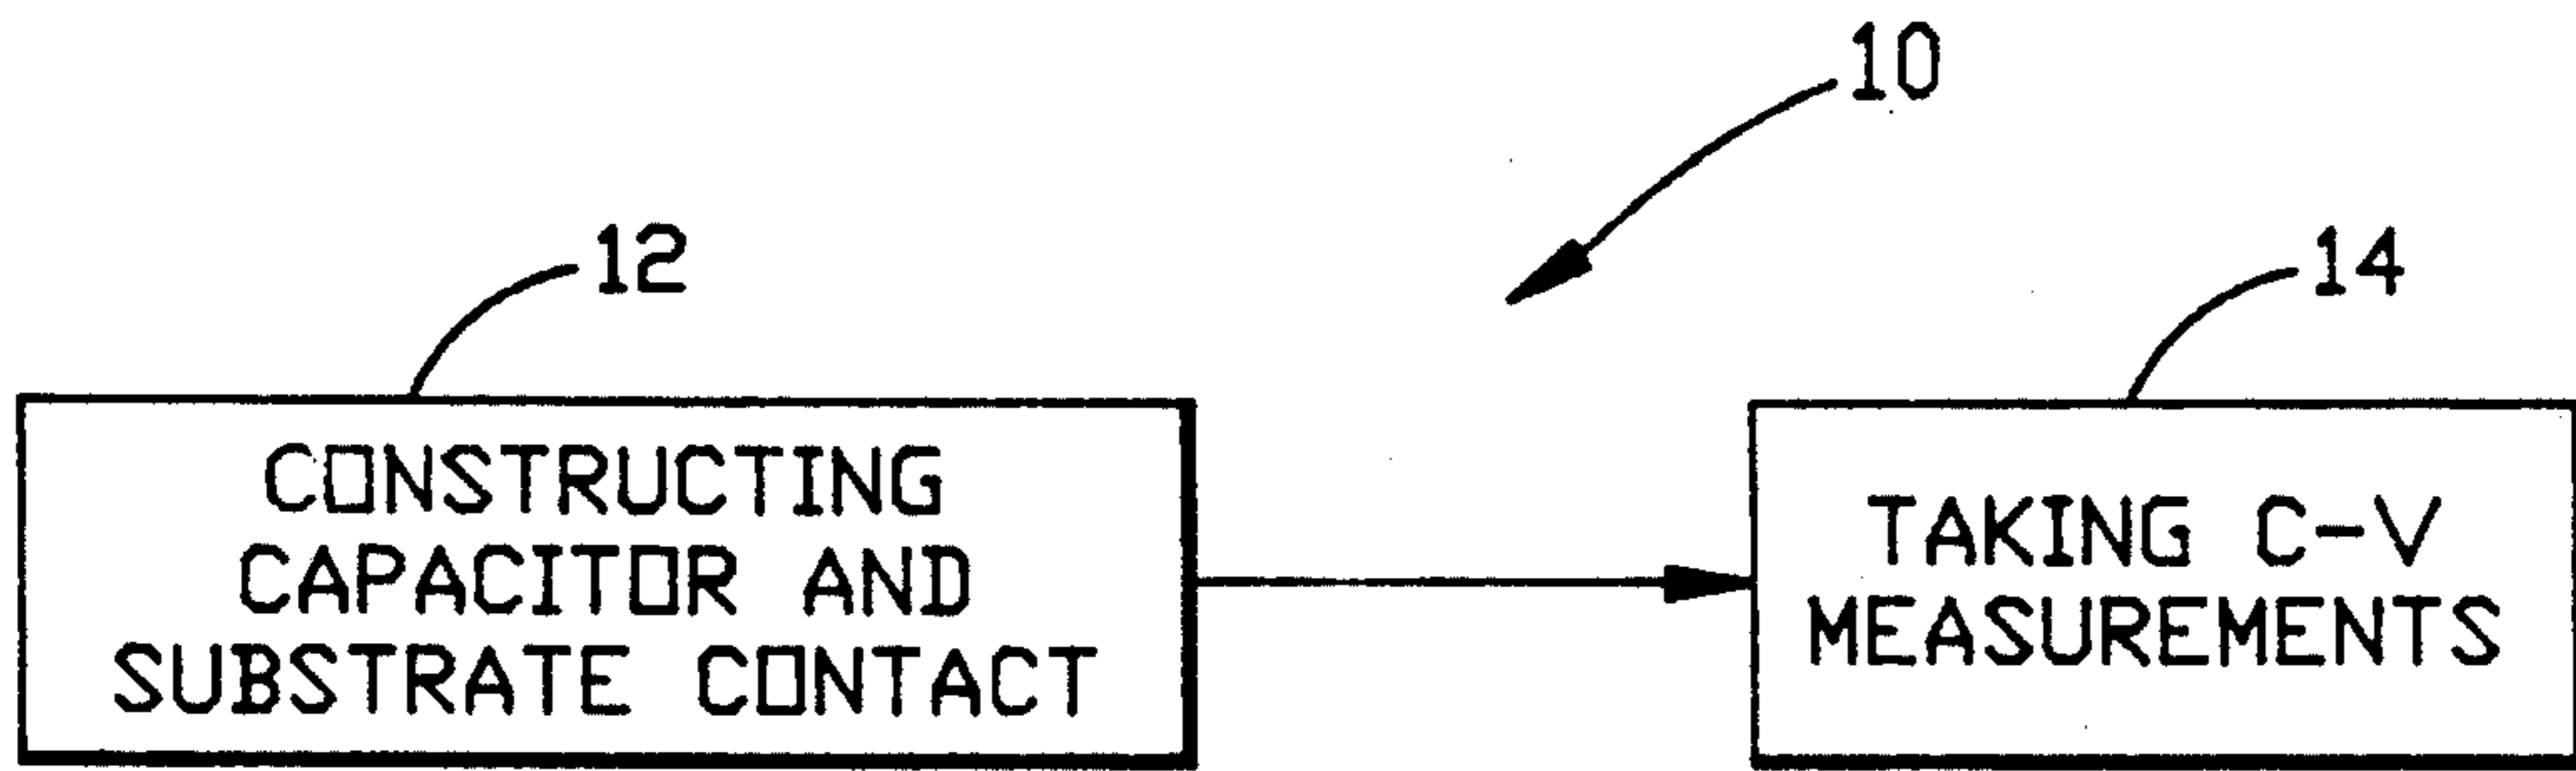 10
12
14
CONSTRUCTING
CAPACITOR AND
SUBSTRATE CONTACT
TAKING C-V
MEASUREMENTS